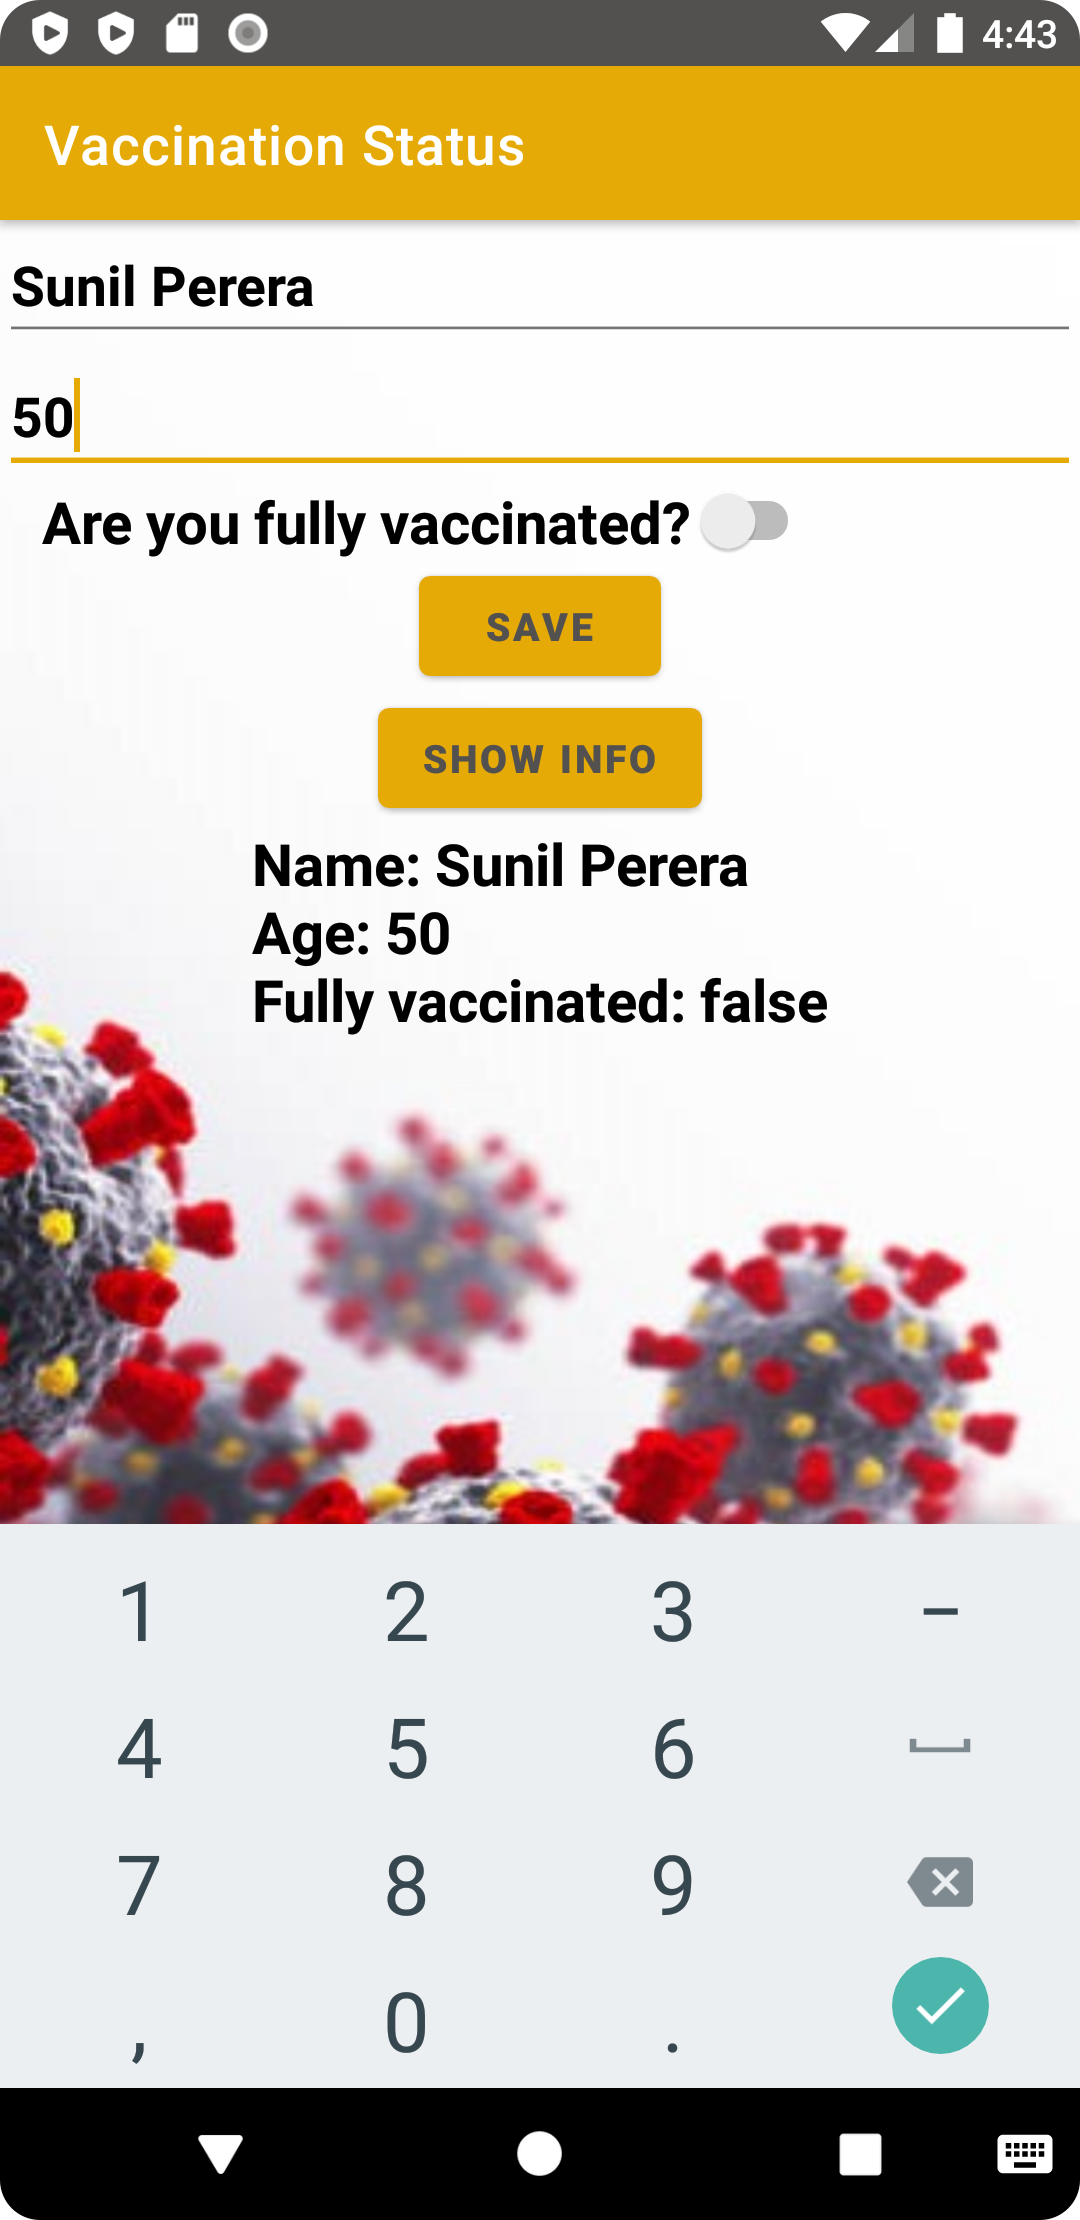 4:43
Vaccination Status
Sunil Perera
50
Are you fully vaccinated?
SAVE
SHOW INFO
Name: Sunil Perera
Age: 50
Fully vaccinated: false
1 2 3 –
4 5 6
7 8 9
, 0 .